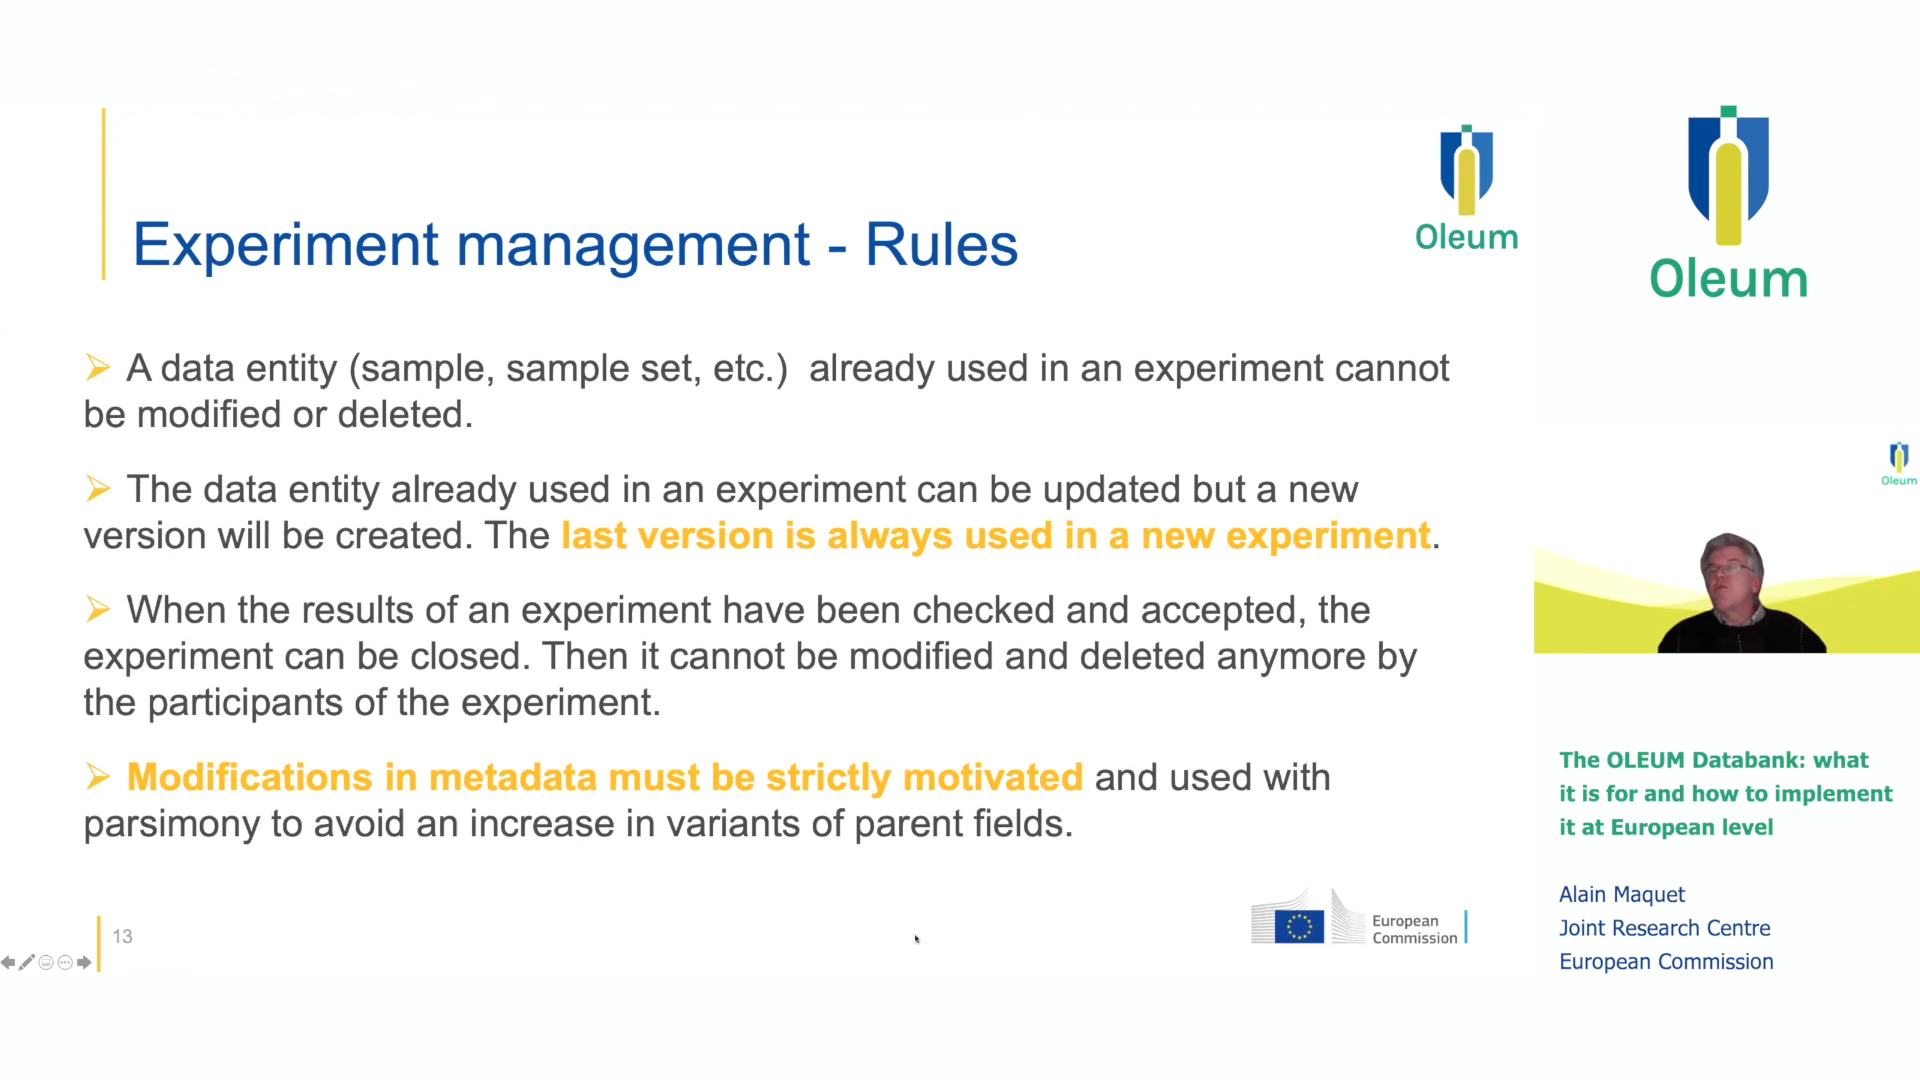 Experiment management - Rules
Oleum
Oleum
➢ A data entity (sample, sample set, etc.) already used in an experiment cannot
be modified or deleted.
➢ The data entity already used in an experiment can be updated but a new
version will be created. The last version is always used in a new experiment.
➢ When the results of an experiment have been checked and accepted, the
experiment can be closed. Then it cannot be modified and deleted anymore by
the participants of the experiment.
➢ Modifications in metadata must be strictly motivated and used with
parsimony to avoid an increase in variants of parent fields.
13
European
Commission
Oleum
The OLEUM Databank: what
it is for and how to implement
it at European level
Alain Maquet
Joint Research Centre
European Commission